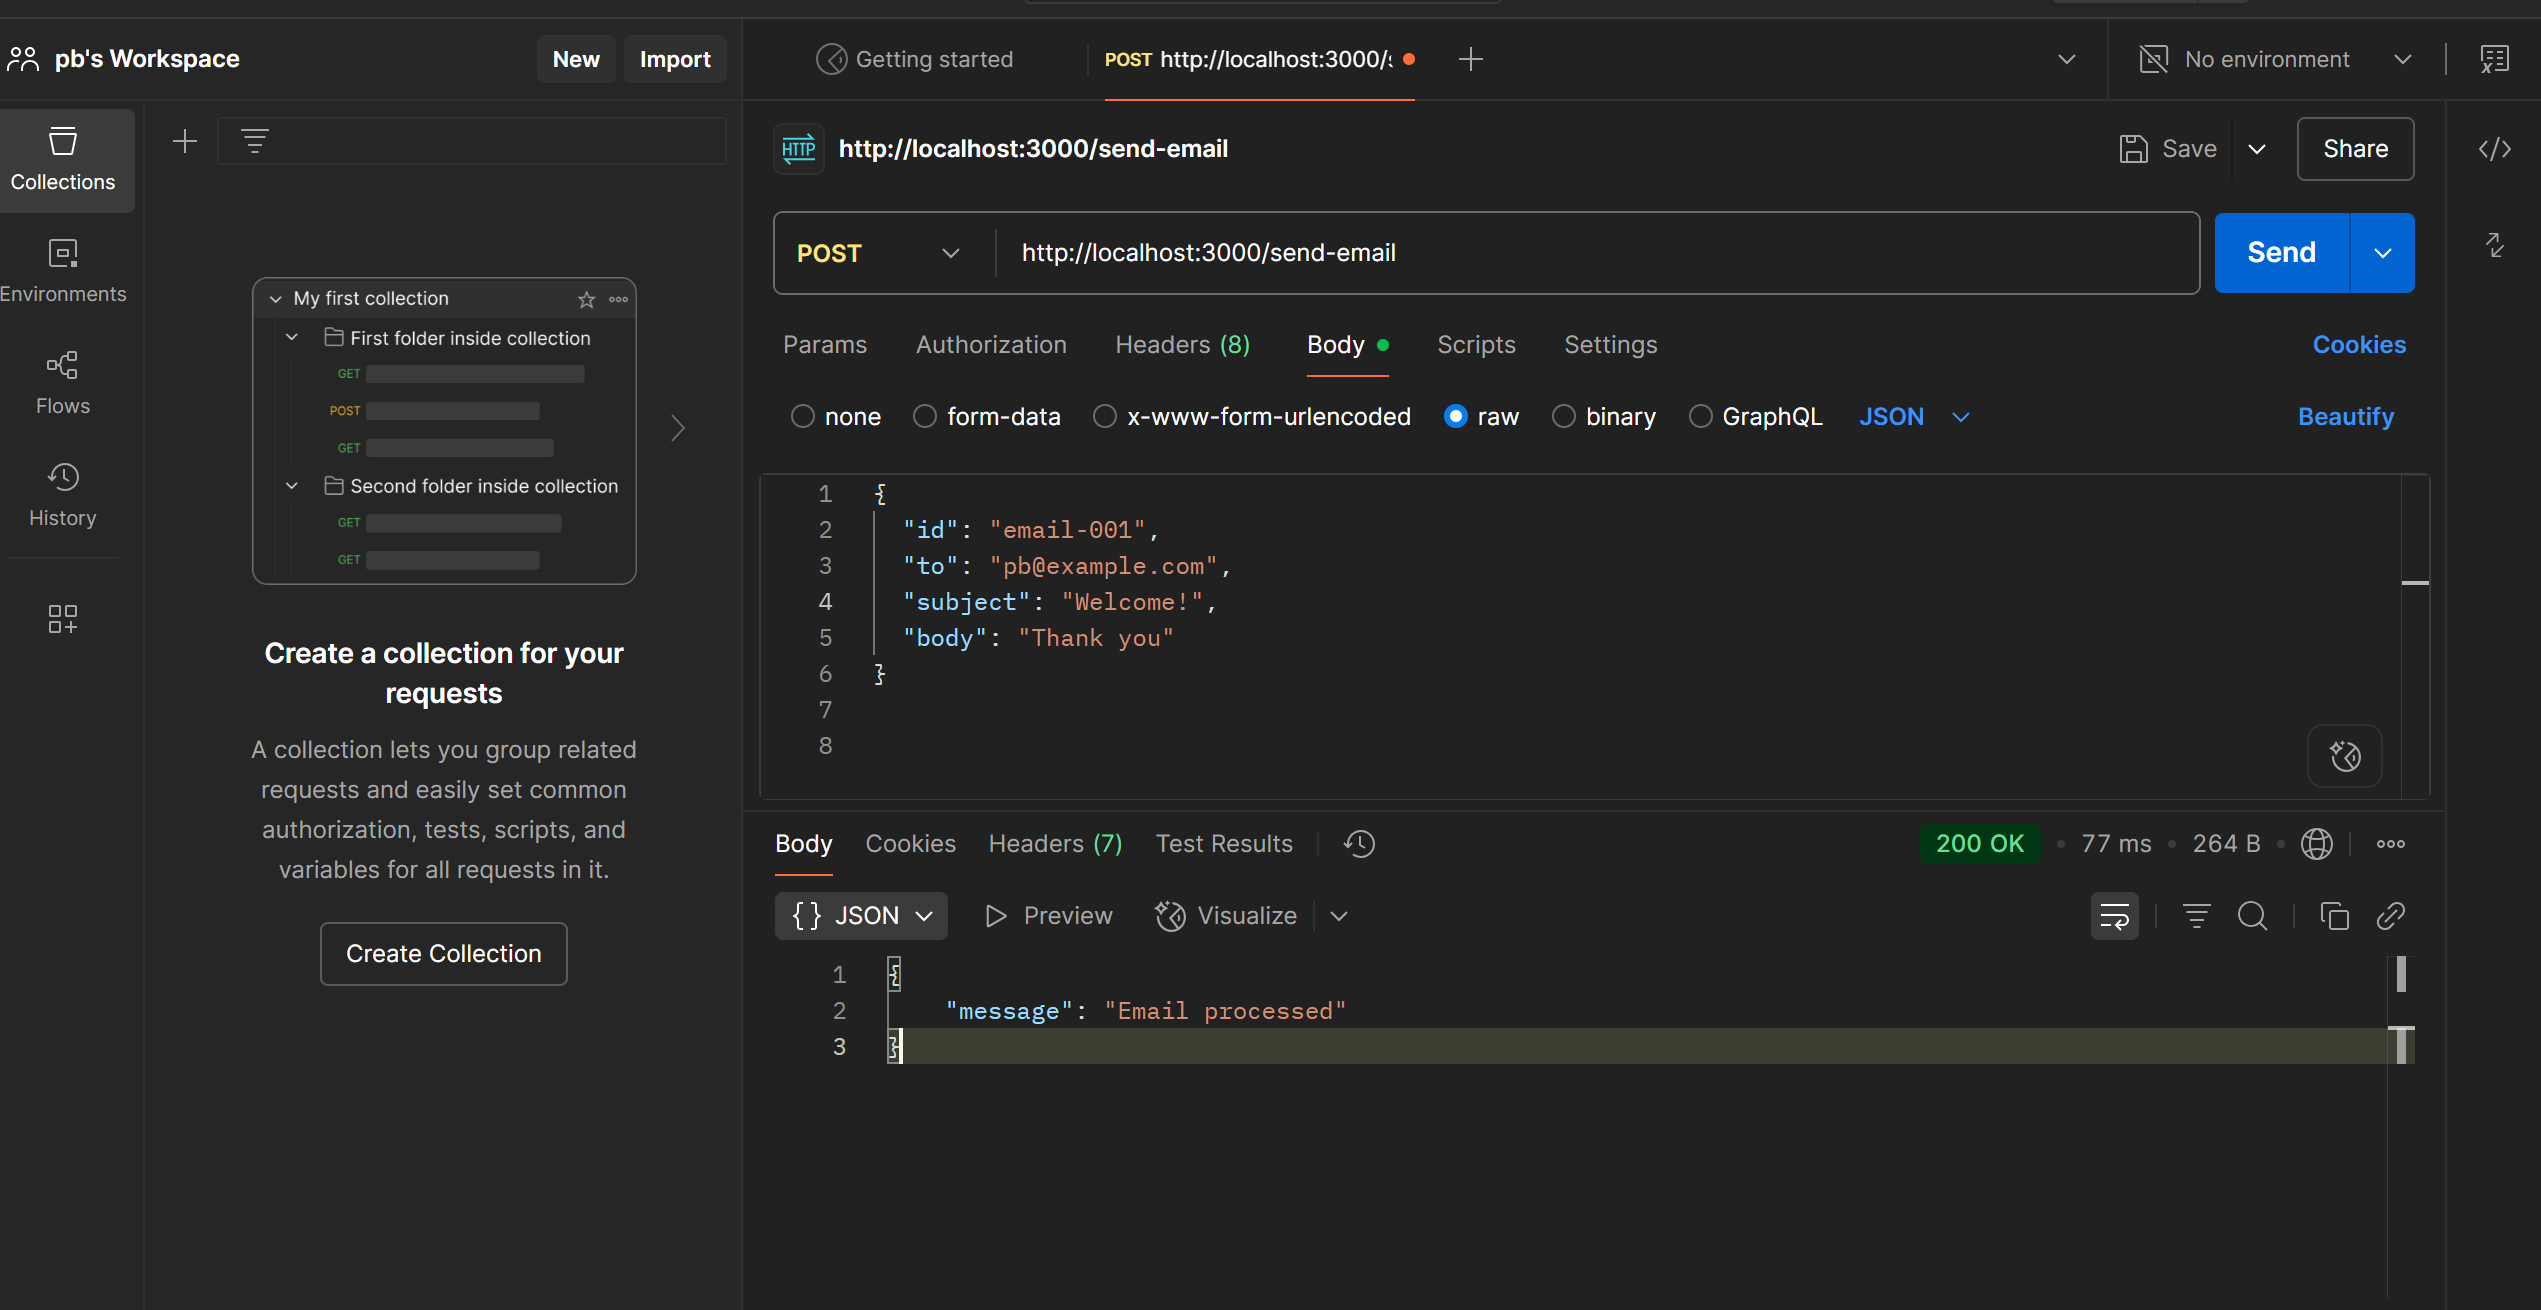 pb's Workspace
New
Import
Getting started
POST http://localhost:3000/s
No environment
Collections
Environments
Flows
History
My first collection
First folder inside collection
GET
POST
GET
Second folder inside collection
GET
GET
Create a collection for your
requests
A collection lets you group related
requests and easily set common
authorization, tests, scripts, and
variables for all requests in it.
Create Collection
HTTP
http://localhost:3000/send-email
Save
Share
POST
http://localhost:3000/send-email
Send
Params
Authorization
Headers (8)
Body
Scripts
Settings
Cookies
none
form-data
x-www-form-urlencoded
raw
binary
GraphQL
JSON
Beautify
1 {
2 "id": "email-001",
3 "to": "pb@example.com",
4 "subject": "Welcome!",
5 "body": "Thank you"
6 }
7
8
Body
Cookies
Headers (7)
Test Results
200 OK
77 ms
264 B
{} JSON
Preview
Visualize
1 {
2 "message": "Email processed"
3 }